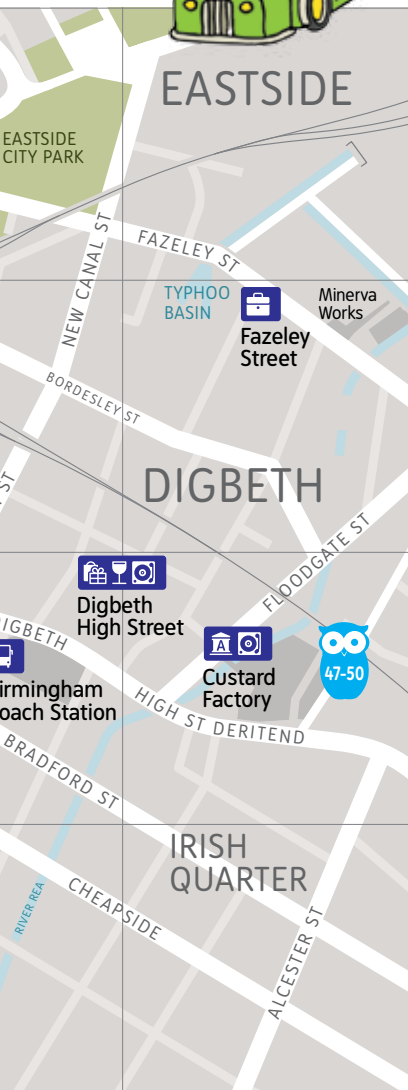 EASTSIDE
EASTSIDE
CITY PARK
FAZELEY ST
NEW CANAL ST
TYPHOO
BASIN
Minerva
Works
Fazeley
Street
BORDESLEY ST
DIGBETH
ST
FLOODGATE ST
Digbeth
High Street
IGBETH
A
Custard
Factory
47-50
irmingham
oach Station
HIGH ST DERITEND
BRADFORD ST
IRISH
QUARTER
CHEAPSIDE
RIVER REA
ALCESTER ST